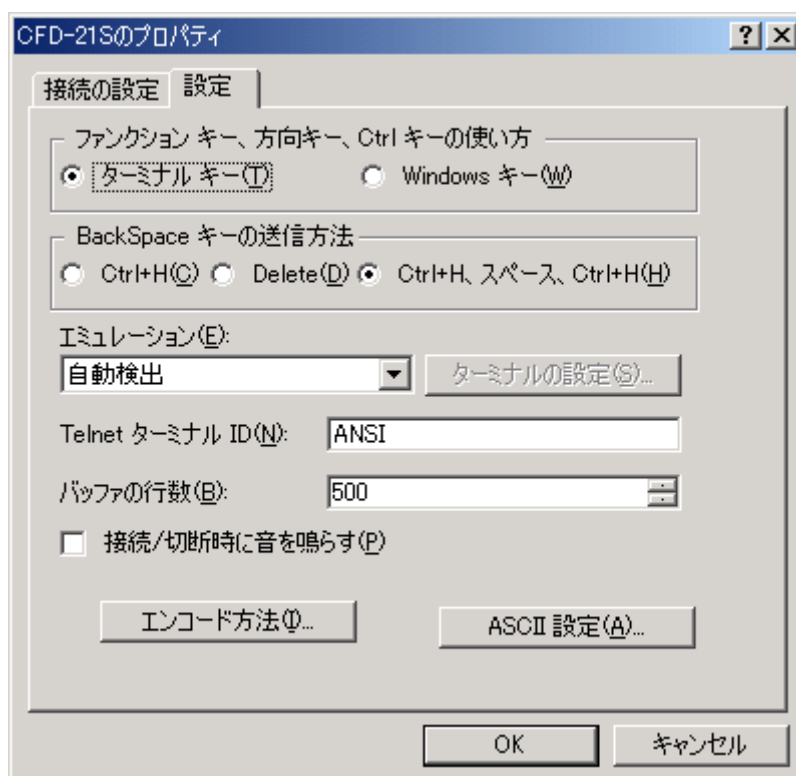 CFD-21Sのプロパティ
接続の設定 設定
ファンクション キー、方向キー、Ctrl キーの使い方
ターミナル キー(T) Windows キー(W)
BackSpace キーの送信方法
Ctrl+H(C) Delete(D) Ctrl+H、スペース、Ctrl+H(H)
エミュレーション(E):
自動検出 ターミナルの設定(S)...
Telnet ターミナル ID(N): ANSI
バッファの行数(B): 500
接続/切断時に音を鳴らす(P)
エンコード方法(I)... ASCII 設定(A)...
OK キャンセル